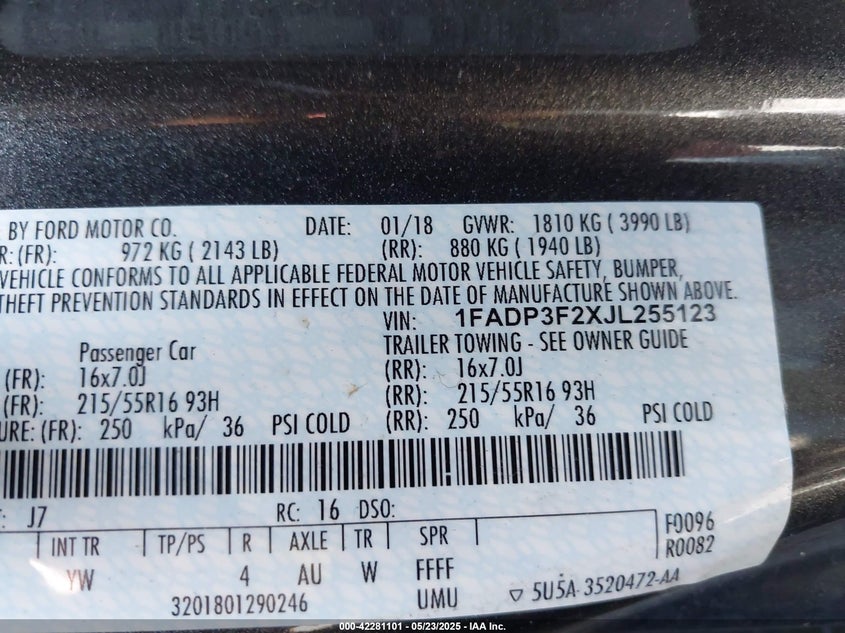 BY FORD MOTOR CO. DATE: 01/18 GVWR: 1810 KG ( 3990 LB)
R: (FR): 972 KG ( 2143 LB) (RR): 880 KG ( 1940 LB)
VEHICLE CONFORMS TO ALL APPLICABLE FEDERAL MOTOR VEHICLE SAFETY, BUMPER,
THEFT PREVENTION STANDARDS IN EFFECT ON THE DATE OF MANUFACTURE SHOWN ABOVE.
VIN: 1FADP3F2XJL255123
Passenger Car TRAILER TOWING - SEE OWNER GUIDE
(FR): 16x7.0J (RR): 16x7.0J
(FR): 215/55R16 93H (RR): 215/55R16 93H
URE: (FR): 250 kPa/ 36 PSI COLD (RR): 250 kPa/ 36 PSI COLD
: J7 RC: 16 DSO:
INT TR TP/PS R AXLE TR SPR F0096
R0082
YW 4 AU W FFFF
3201801290246 UMU 5U5A-3520472-AA
000-42281101 - 05/23/2025 - IAA Inc.